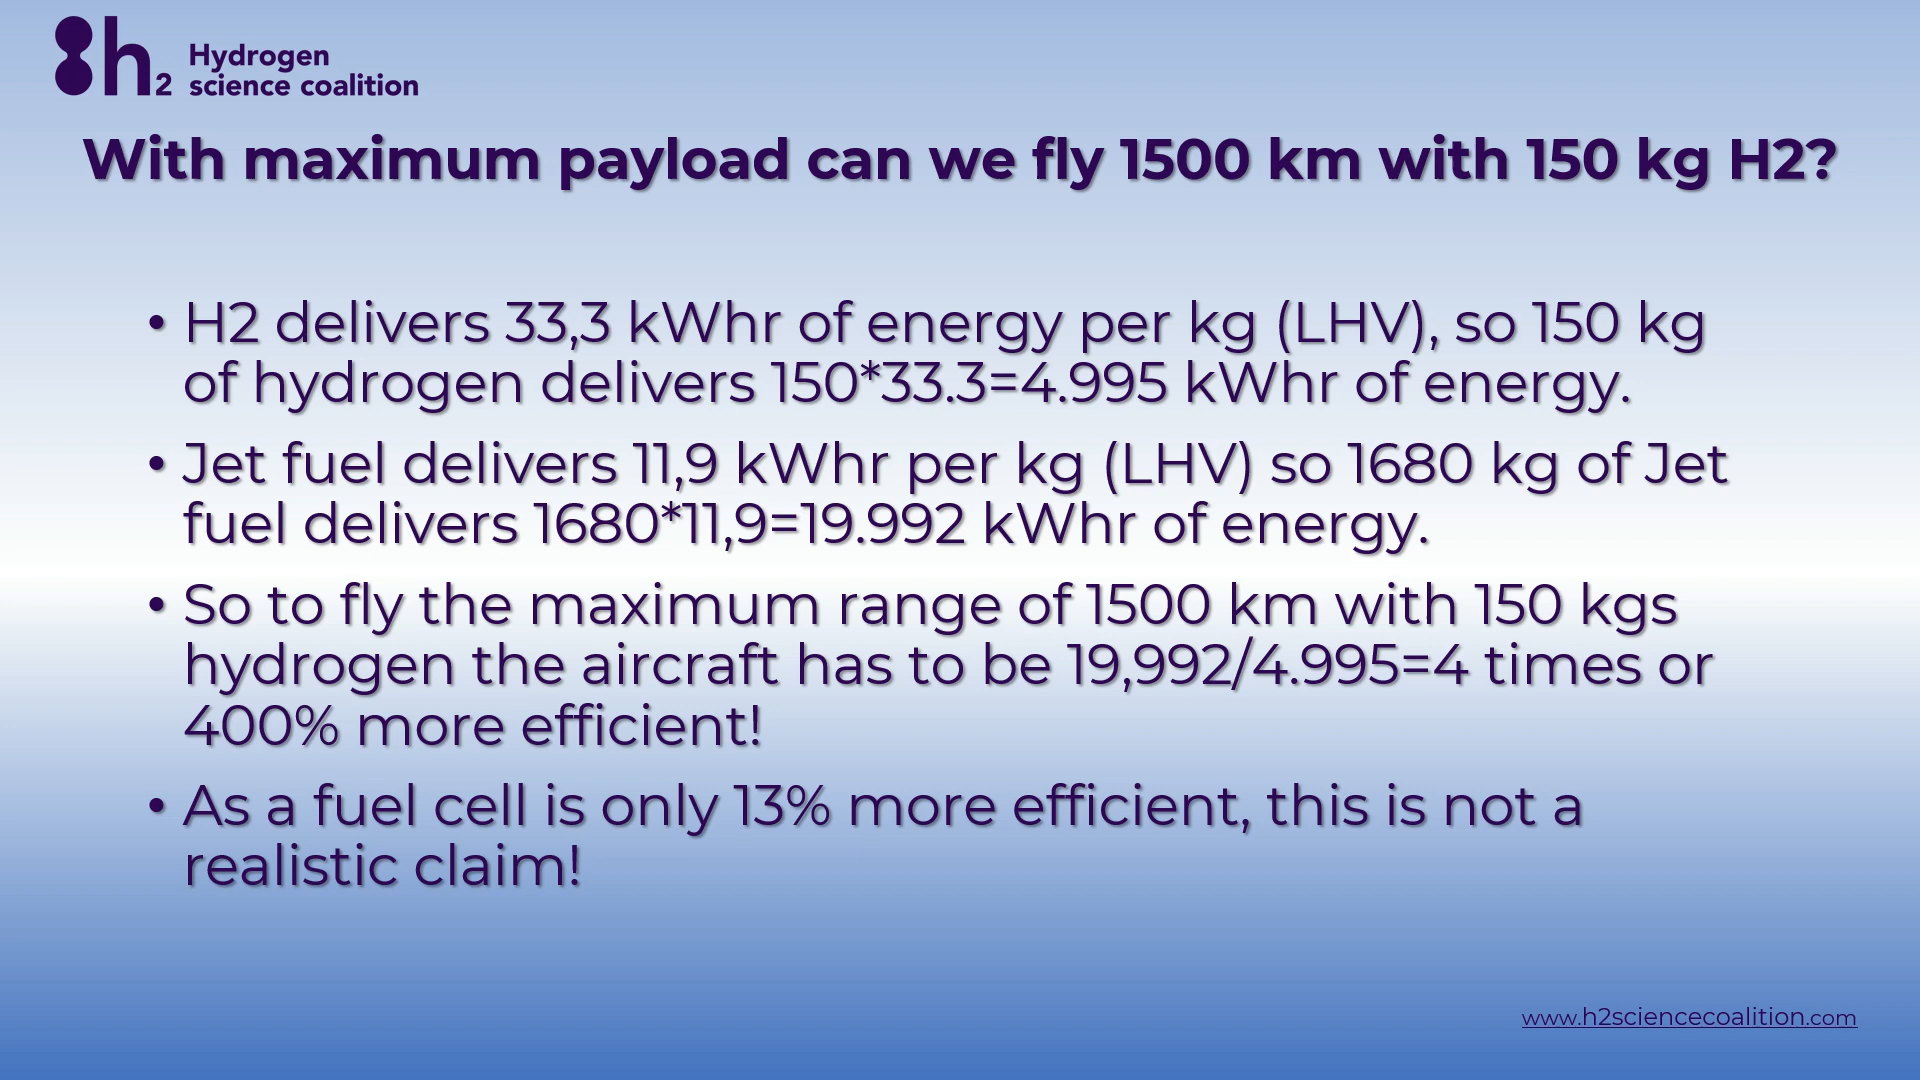 h2 Hydrogen
science coalition
With maximum payload can we fly 1500 km with 150 kg H2?
• H2 delivers 33,3 kWhr of energy per kg (LHV), so 150 kg
of hydrogen delivers 150*33.3=4.995 kWhr of energy.
• Jet fuel delivers 11,9 kWhr per kg (LHV) so 1680 kg of Jet
fuel delivers 1680*11,9=19.992 kWhr of energy.
• So to fly the maximum range of 1500 km with 150 kgs
hydrogen the aircraft has to be 19,992/4.995=4 times or
400% more efficient!
• As a fuel cell is only 13% more efficient, this is not a
realistic claim!
www.h2sciencecoalition.com